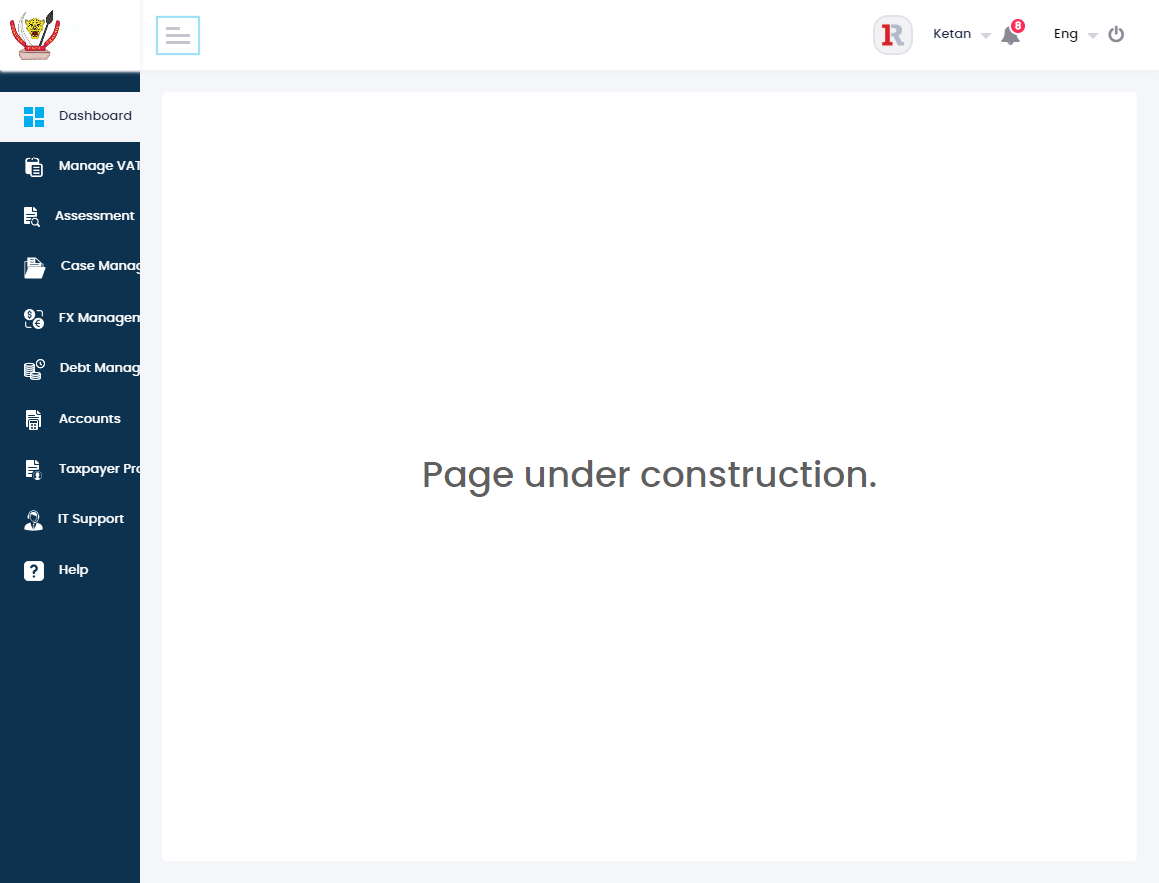 Ketan
8
Eng
Dashboard
Manage VAT
Assessment
Case Manag
FX Managem
Debt Manag
Accounts
Taxpayer Pro
IT Support
? Help
Page under construction.